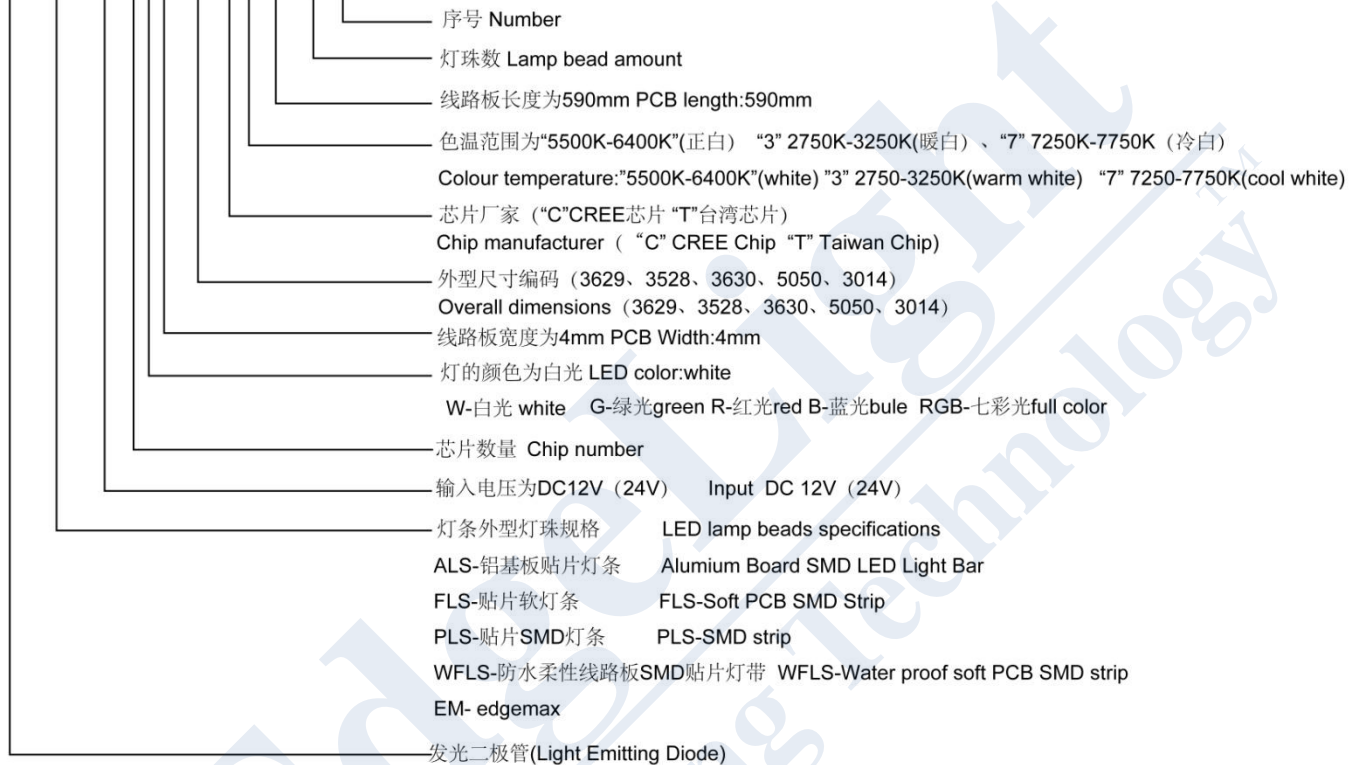 序号 Number
灯珠数 Lamp bead amount
线路板长度为590mm PCB length:590mm
色温范围为“5500K-6400K”(正白） “3” 2750K-3250K(暖白）、“7” 7250K-7750K（冷白）
Colour temperature:”5500K-6400K”(white) ”3” 2750-3250K(warm white) “7” 7250-7750K(cool white)
芯片厂家（“C”CREE芯片 “T”台湾芯片）
Chip manufacturer（ “C” CREE Chip “T” Taiwan Chip)
外型尺寸编码（3629、3528、3630、5050、3014）
Overall dimensions（3629、3528、3630、5050、3014）
线路板宽度为4mm PCB Width:4mm
灯的颜色为白光 LED color:white
W-白光 white G-绿光green R-红光red B-蓝光bule RGB-七彩光full color
芯片数量 Chip number
输入电压为DC12V（24V） Input DC 12V（24V）
灯条外型灯珠规格 LED lamp beads specifications
ALS-铝基板贴片灯条 Alumium Board SMD LED Light Bar
FLS-贴片软灯条 FLS-Soft PCB SMD Strip
PLS-贴片SMD灯条 PLS-SMD strip
WFLS-防水柔性线路板SMD贴片灯带 WFLS-Water proof soft PCB SMD strip
EM- edgemax
发光二极管(Light Emitting Diode)
EdgeLight
Technology
TM